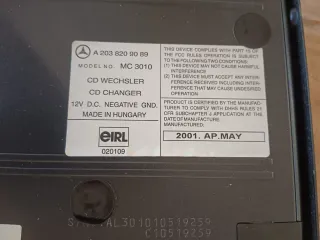 A 203 820 90 89
MODEL NO. MC 3010
CD WECHSLER
CD CHANGER
12V D.C. NEGATIVE GND.
MADE IN HUNGARY
eIRL
020109
THIS DEVICE COMPLIES WITH PART 15 OF THE
FCC RULES OPERATION IS SUBJECT TO THE
FOLLOWING TWO CONDITIONS:
(1) THIS DEVICE MAY NOT CAUSE HARMFUL
INTERFERENCE
(2) THIS DEVICE MUST ACCEPT ANY INTER-
FERENCE RECEIVED INCLUDING INTER-
FERENCE THAT MAY CAUSE UNDESIRED
OPERATION
PRODUCT IS CERTIFIED BY THE MANUFAC-
TURER TO COMPLY WITH DHHS RULES 21
CFR SUBCHAPTER J APPLICATION AT THE
DATE OF MANUFACTURE.
2001. AP.MAY
AL301010519259
C10519259